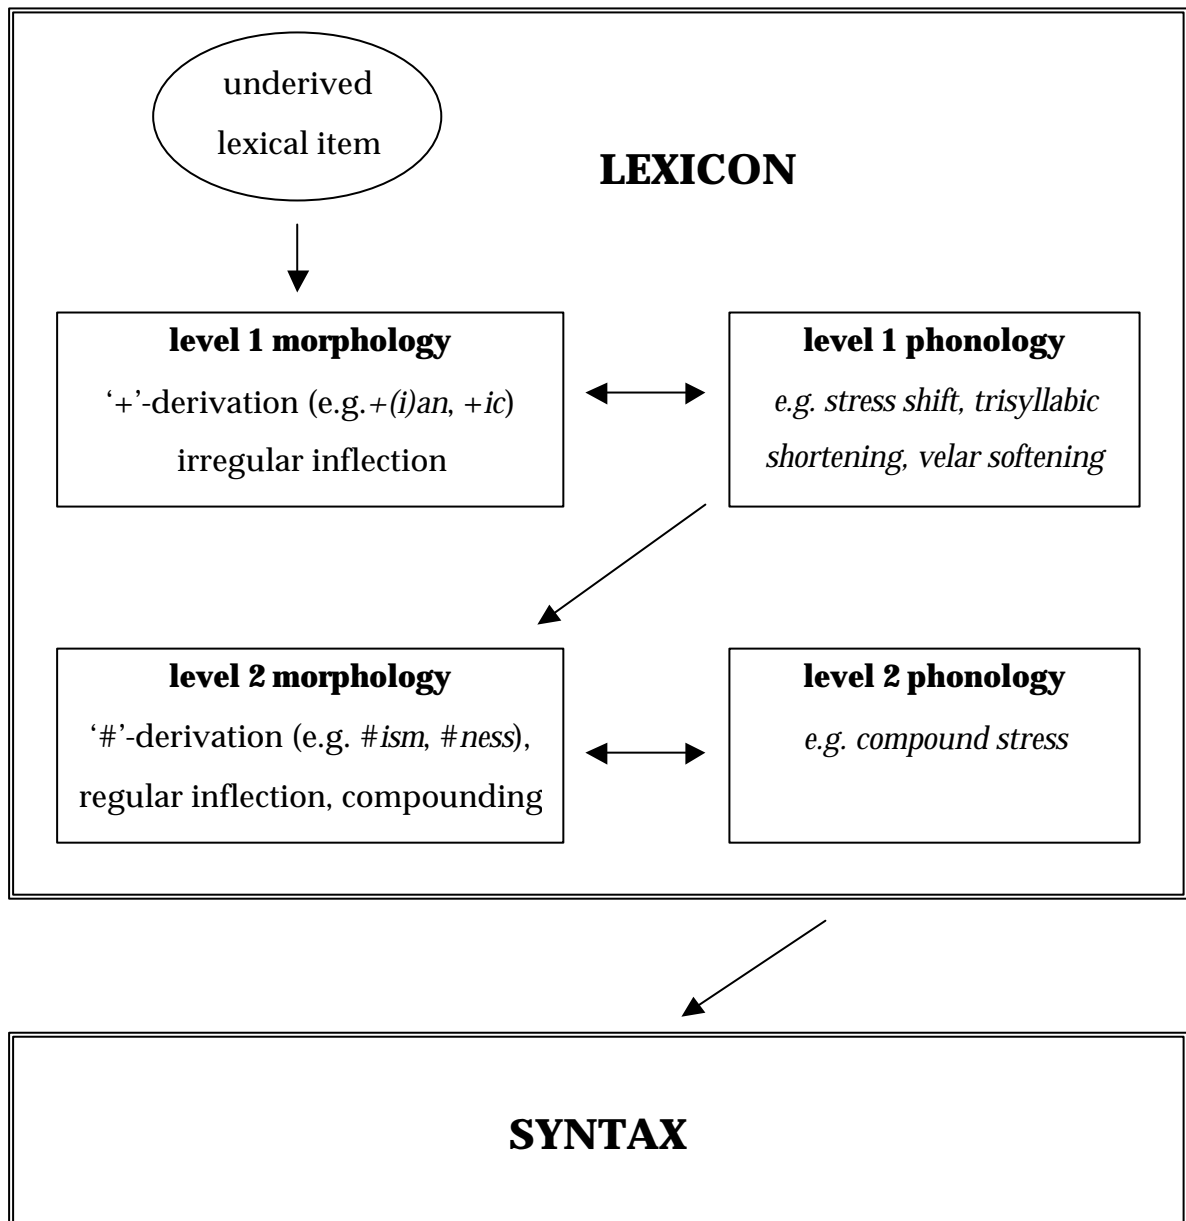 underived
lexical item
LEXICON
level 1 morphology
‘+’-derivation (e.g.+(i)an, +ic)
irregular inflection
level 1 phonology
e.g. stress shift, trisyllabic
shortening, velar softening
level 2 morphology
‘#’-derivation (e.g. #ism, #ness),
regular inflection, compounding
level 2 phonology
e.g. compound stress
SYNTAX